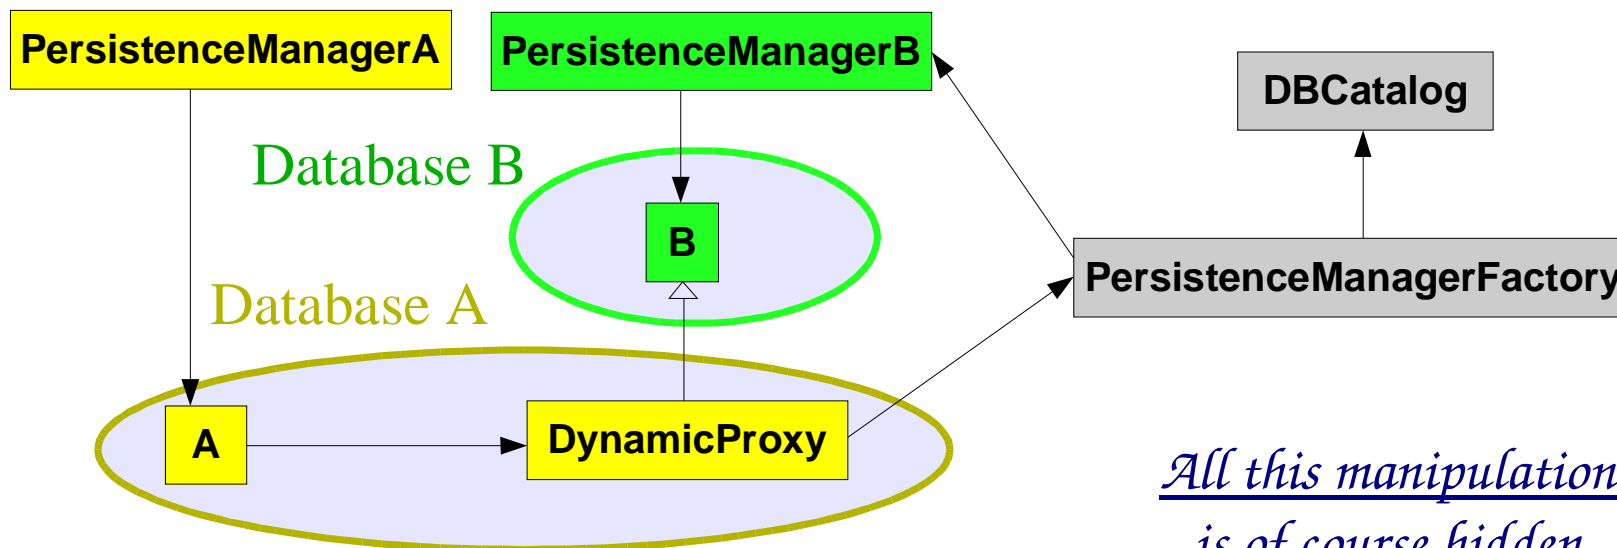 PersistenceManagerA
PersistenceManagerB
DBCatalog
Database B
B
PersistenceManagerFactory
Database A
A
DynamicProxy
All this manipulation
is of course hidden